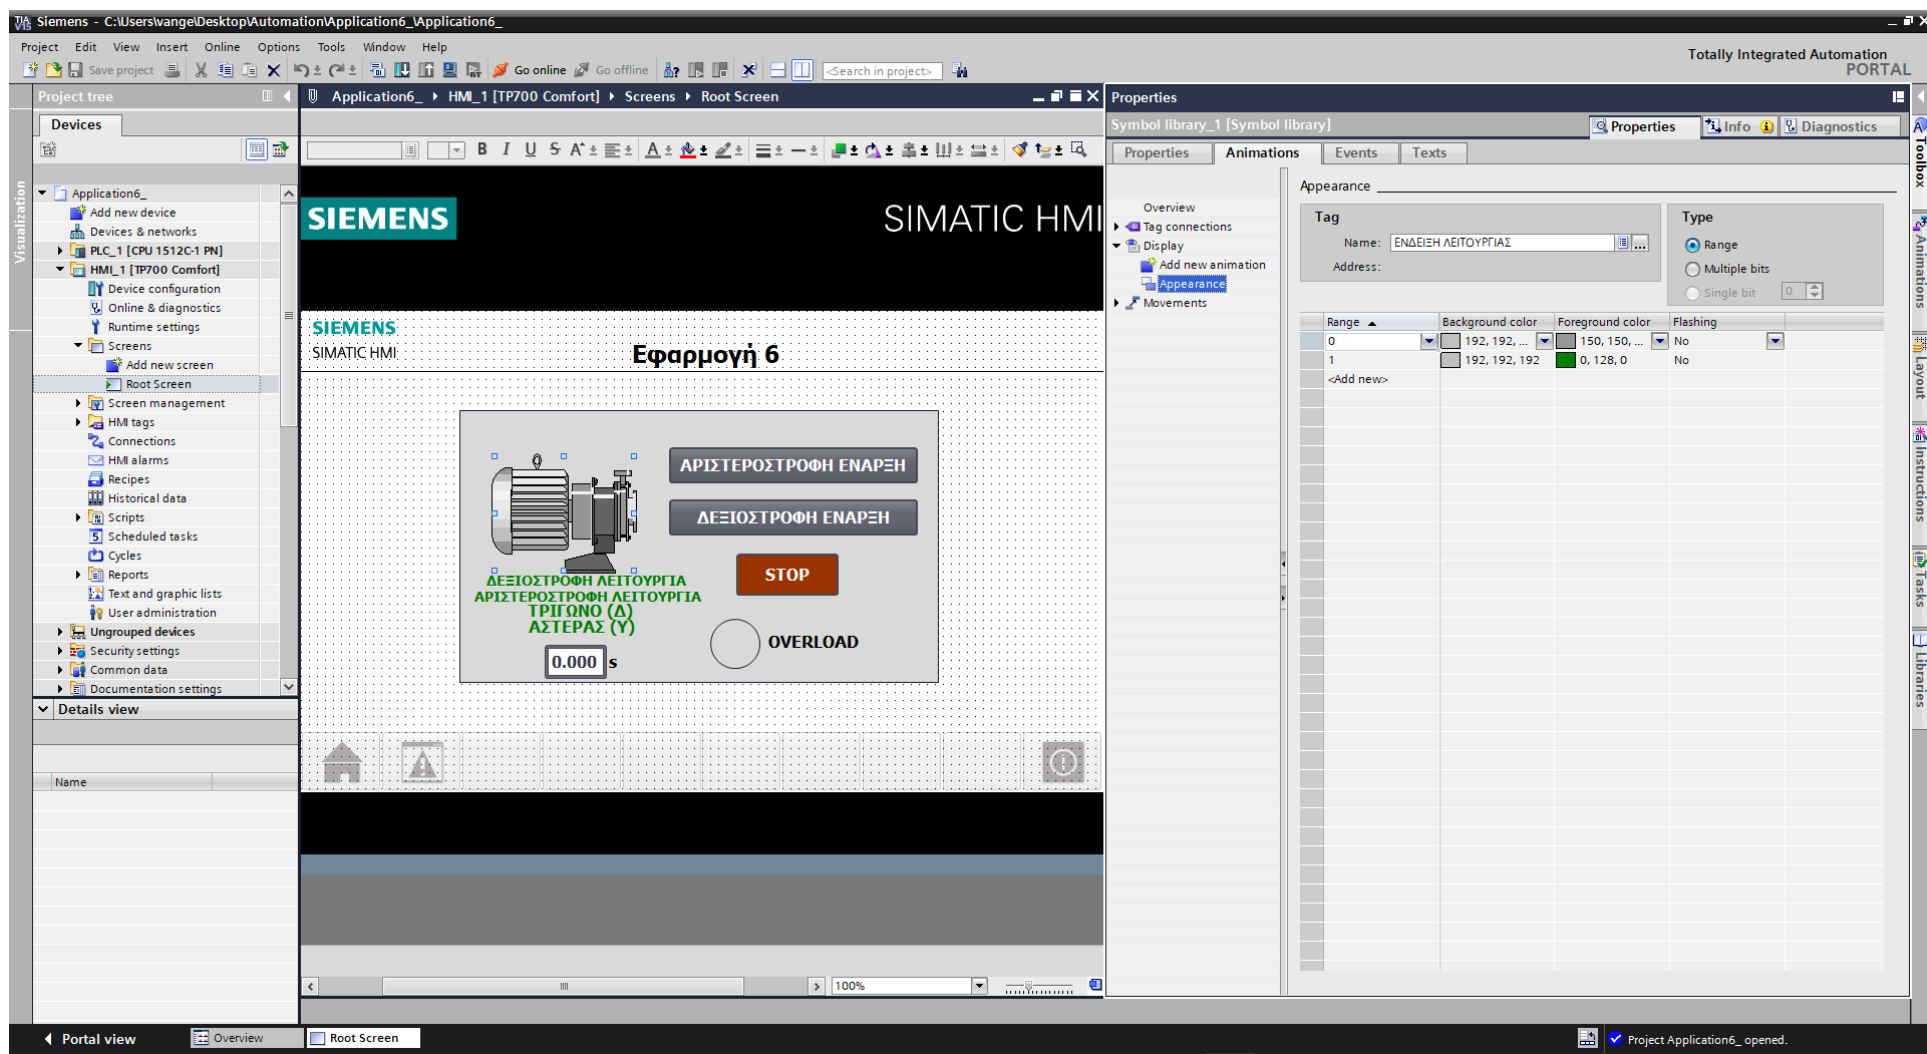 Siemens - C:\Users\vange\Desktop\Automation\Application6_\Application6_
Project Edit View Insert Online Options Tools Window Help
Totally Integrated Automation
PORTAL
Save project
Go online
Go offline
<Search in project>
Project tree
Application6_ HMI_1 [TP700 Comfort] Screens Root Screen
Properties
Devices
Symbol library_1 [Symbol library]
Properties Info Diagnostics
Properties Animations Events Texts
Visualization
Application6_
Add new device
Devices & networks
PLC_1 [CPU 1512C-1 PN]
HMI_1 [TP700 Comfort]
Device configuration
Online & diagnostics
Runtime settings
Screens
Add new screen
Root Screen
Screen management
HMI tags
Connections
HMI alarms
Recipes
Historical data
Scripts
Scheduled tasks
Cycles
Reports
Text and graphic lists
User administration
Ungrouped devices
Security settings
Common data
Documentation settings
Details view
Name
B I U S
SIEMENS
SIMATIC HMI
SIEMENS
SIMATIC HMI
Εφαρμογή 6
ΑΡΙΣΤΕΡΟΣΤΡΟΦΗ ΕΝΑΡΞΗ
ΔΕΞΙΟΣΤΡΟΦΗ ΕΝΑΡΞΗ
STOP
ΔΕΞΙΟΣΤΡΟΦΗ ΛΕΙΤΟΥΡΓΙΑ
ΑΡΙΣΤΕΡΟΣΤΡΟΦΗ ΛΕΙΤΟΥΡΓΙΑ
ΤΡΙΓΩΝΟ (Δ)
ΑΣΤΕΡΑΣ (Υ)
OVERLOAD
0.000 s
100%
Overview
Tag connections
Display
Add new animation
Appearance
Movements
Appearance
Tag
Name: ΕΝΔΕΙΞΗ ΛΕΙΤΟΥΡΓΙΑΣ
Address:
Type
Range
Multiple bits
Single bit 0
Range Background color Foreground color Flashing
0 192, 192, ... 150, 150, ... No
1 192, 192, 192 0, 128, 0 No
<Add new>
Toolbox
Animations
Layout
Instructions
Tasks
Libraries
Portal view
Overview
Root Screen
Project Application6_ opened.